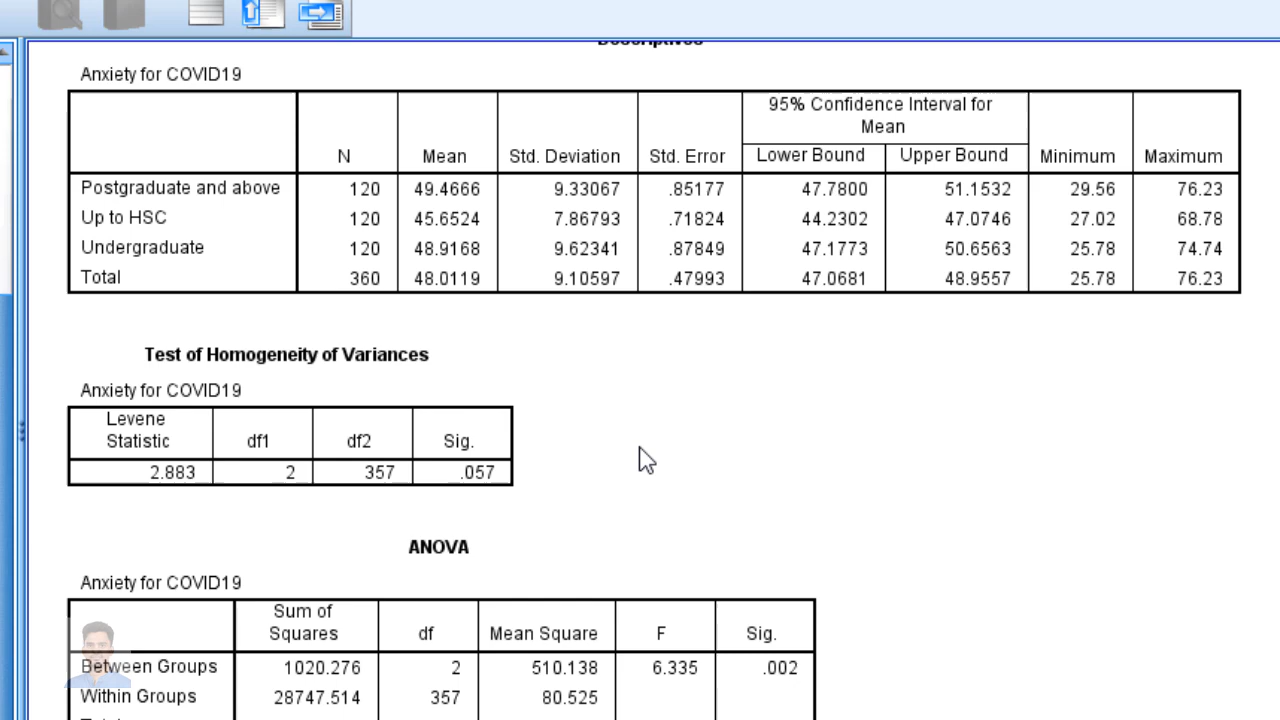 Descriptives
Anxiety for COVID19
95% Confidence Interval for
Mean
N Mean Std. Deviation Std. Error Lower Bound Upper Bound Minimum Maximum
Postgraduate and above 120 49.4666 9.33067 .85177 47.7800 51.1532 29.56 76.23
Up to HSC 120 45.6524 7.86793 .71824 44.2302 47.0746 27.02 68.78
Undergraduate 120 48.9168 9.62341 .87849 47.1773 50.6563 25.78 74.74
Total 360 48.0119 9.10597 .47993 47.0681 48.9557 25.78 76.23
Test of Homogeneity of Variances
Anxiety for COVID19
Levene
Statistic df1 df2 Sig.
2.883 2 357 .057
ANOVA
Anxiety for COVID19
Sum of
Squares df Mean Square F Sig.
Between Groups 1020.276 2 510.138 6.335 .002
Within Groups 28747.514 357 80.525